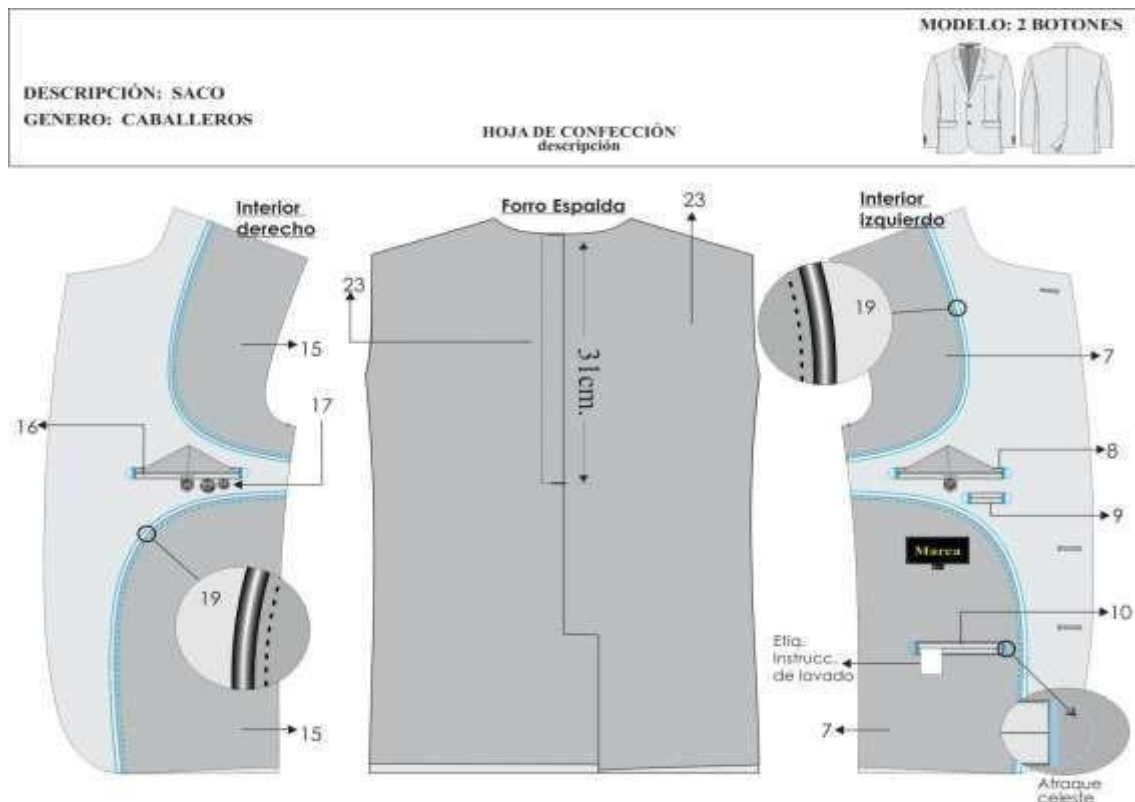 MODELO: 2 BOTONES
DESCRIPCIÓN: SACO
GENERO: CABALLEROS
HOJA DE CONFECCIÓN
descripción
Interior
derecho
Forro Espalda
23
Interior
izquierdo
23
19
15
31cm.
7
17
16
8
9
Marca
19
10
Etiq.
Instrucc.
de lavado
15
7
Atraque
celeste